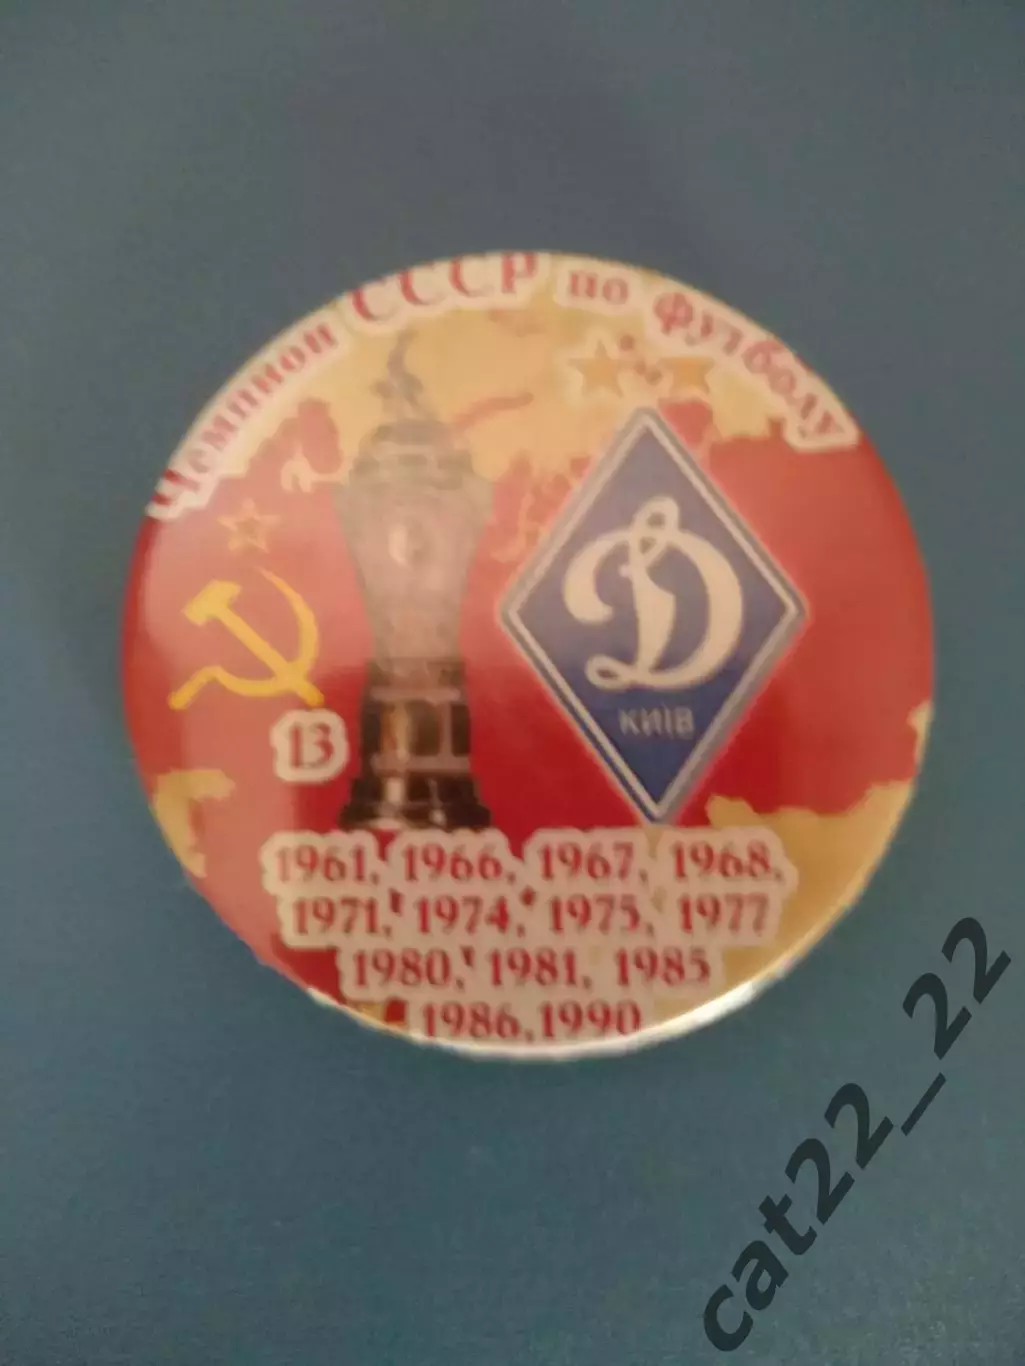 Чемпион СССР по Футболу
Д
КИЇВ
13
1961, 1966, 1967, 1968,
1971, 1974, 1975, 1977
1980, 1981, 1985
1986,1990
cat22_22